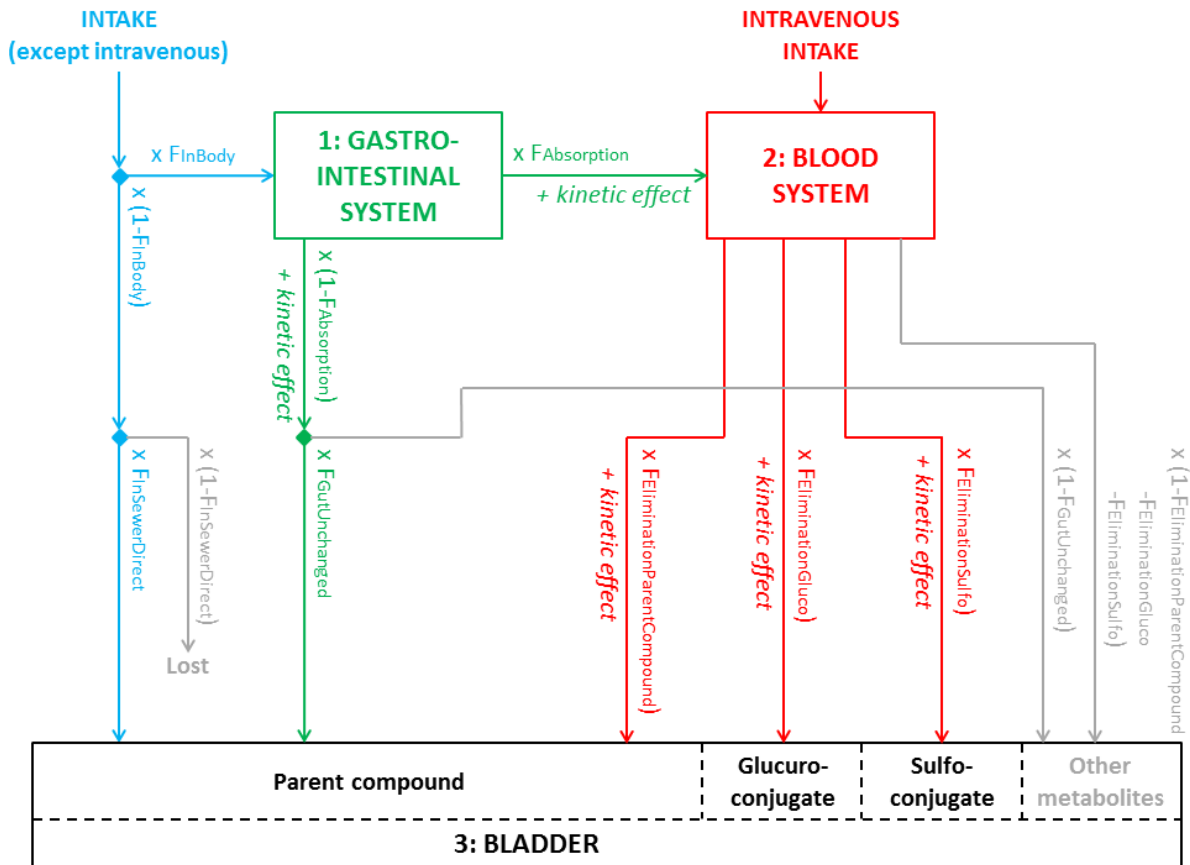 INTAKE
(except intravenous)
INTRAVENOUS
INTAKE
1: GASTRO-
INTESTINAL
SYSTEM
2: BLOOD
SYSTEM
x FInBody
x FAbsorption
+ kinetic effect
x (1-FInBody)
x (1-FAbsorption)
+ kinetic effect
x FInSewerDirect
x (1-FInSewerDirect)
Lost
x FGutUnchanged
x FEliminationParentCompound)
+ kinetic effect
x FEliminationGluco)
+ kinetic effect
x FEliminationSulfo)
+ kinetic effect
x (1-FGutUnchanged)
x (1-FEliminationParentCompound
-FEliminationGluco
-FEliminationSulfo)
Parent compound
Glucuro-
conjugate
Sulfo-
conjugate
Other
metabolites
3: BLADDER